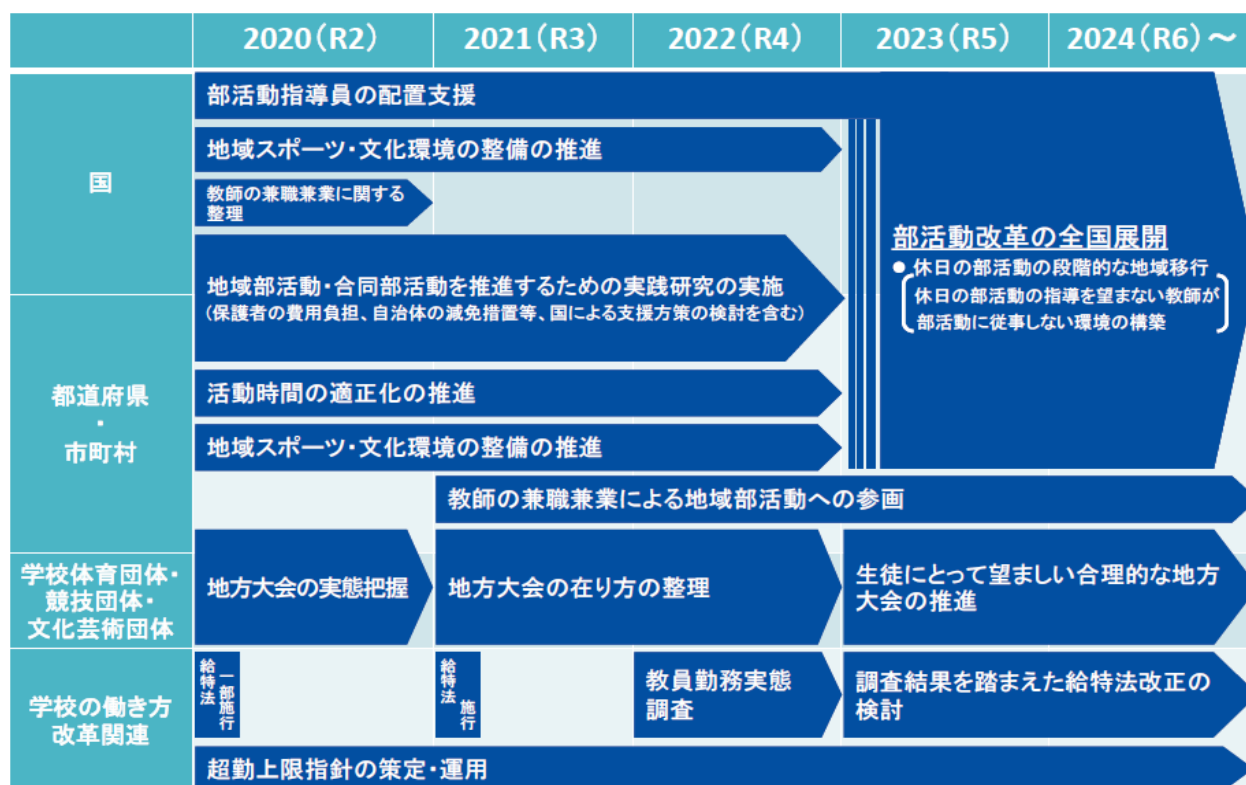 2020（R2）
2021（R3）
2022（R4）
2023（R5）
2024（R6）～
国
部活動指導員の配置支援
地域スポーツ・文化環境の整備の推進
教師の兼職兼業に関する
整理
地域部活動・合同部活動を推進するための実践研究の実施
（保護者の費用負担、自治体の減免措置等、国による支援方策の検討を含む）
部活動改革の全国展開
● 休日の部活動の段階的な地域移行
休日の部活動の指導を望まない教師が
部活動に従事しない環境の構築
都道府県
・
市町村
活動時間の適正化の推進
地域スポーツ・文化環境の整備の推進
教師の兼職兼業による地域部活動への参画
学校体育団体・
競技団体・
文化芸術団体
地方大会の実態把握
地方大会の在り方の整理
生徒にとって望ましい合理的な地方
大会の推進
学校の働き方
改革関連
給特法
一部施行
給特法
施行
教員勤務実態
調査
調査結果を踏まえた給特法改正の
検討
超勤上限指針の策定・運用